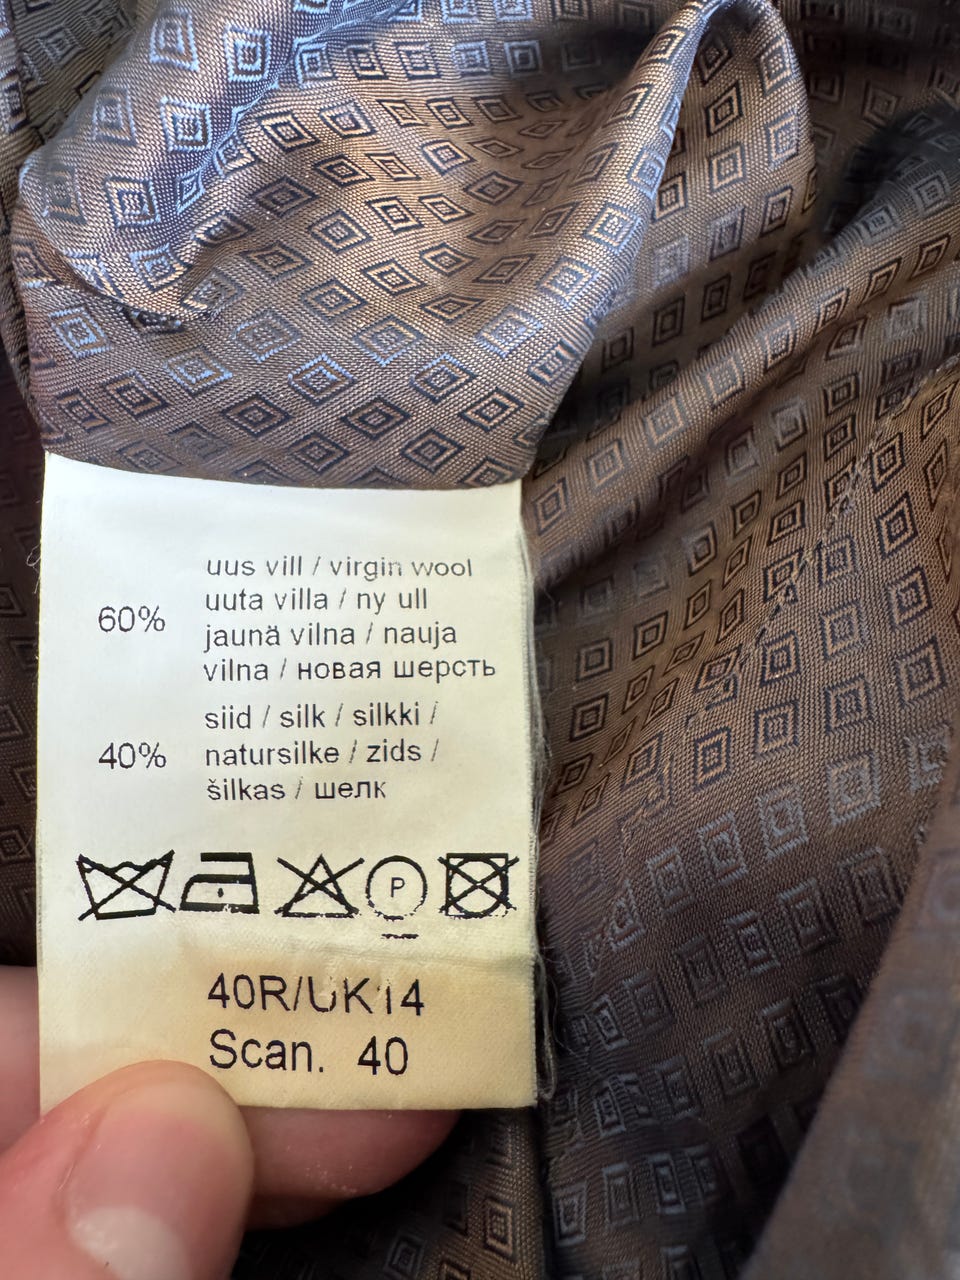 60%
uus vill / virgin wool
uuta villa / ny ull
jaunā vilna / nauja
vilna / новая шерсть
40%
siid / silk / silkki /
natursilke / zids /
šilkas / шелк
P
40R/UK14
Scan. 40